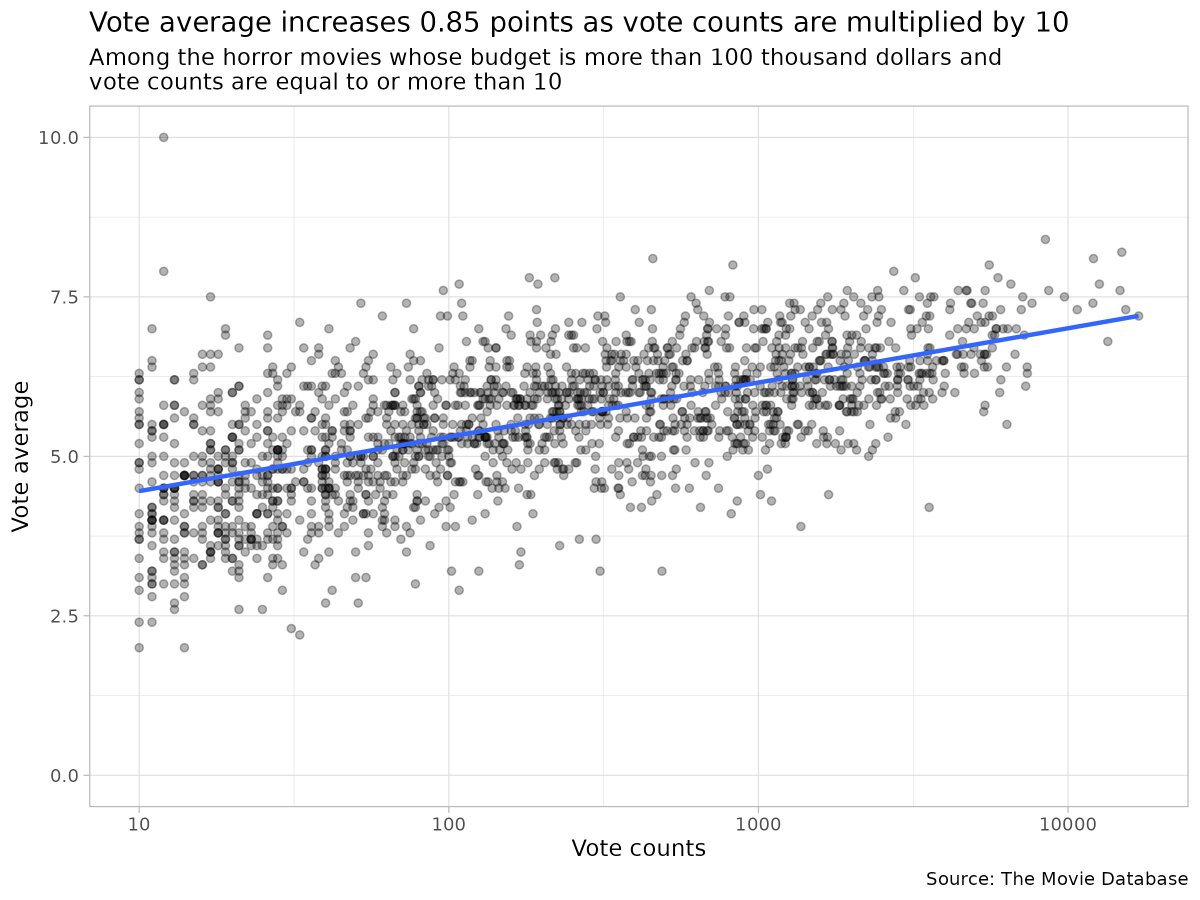 Vote average increases 0.85 points as vote counts are multiplied by 10
Among the horror movies whose budget is more than 100 thousand dollars and
vote counts are equal to or more than 10
Vote average
10.0
7.5
5.0
2.5
0.0
10 100 1000 10000
Vote counts
Source: The Movie Database